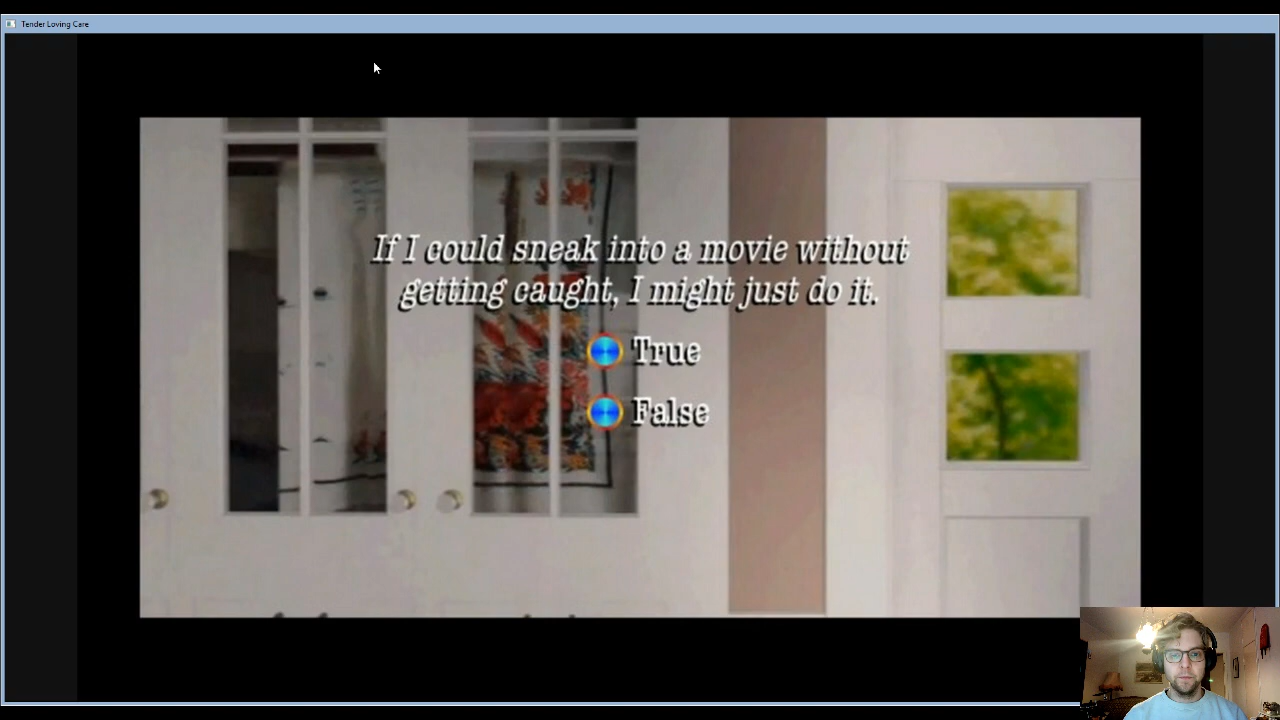 Tender Loving Care
If I could sneak into a movie without
getting caught, I might just do it.
True
False